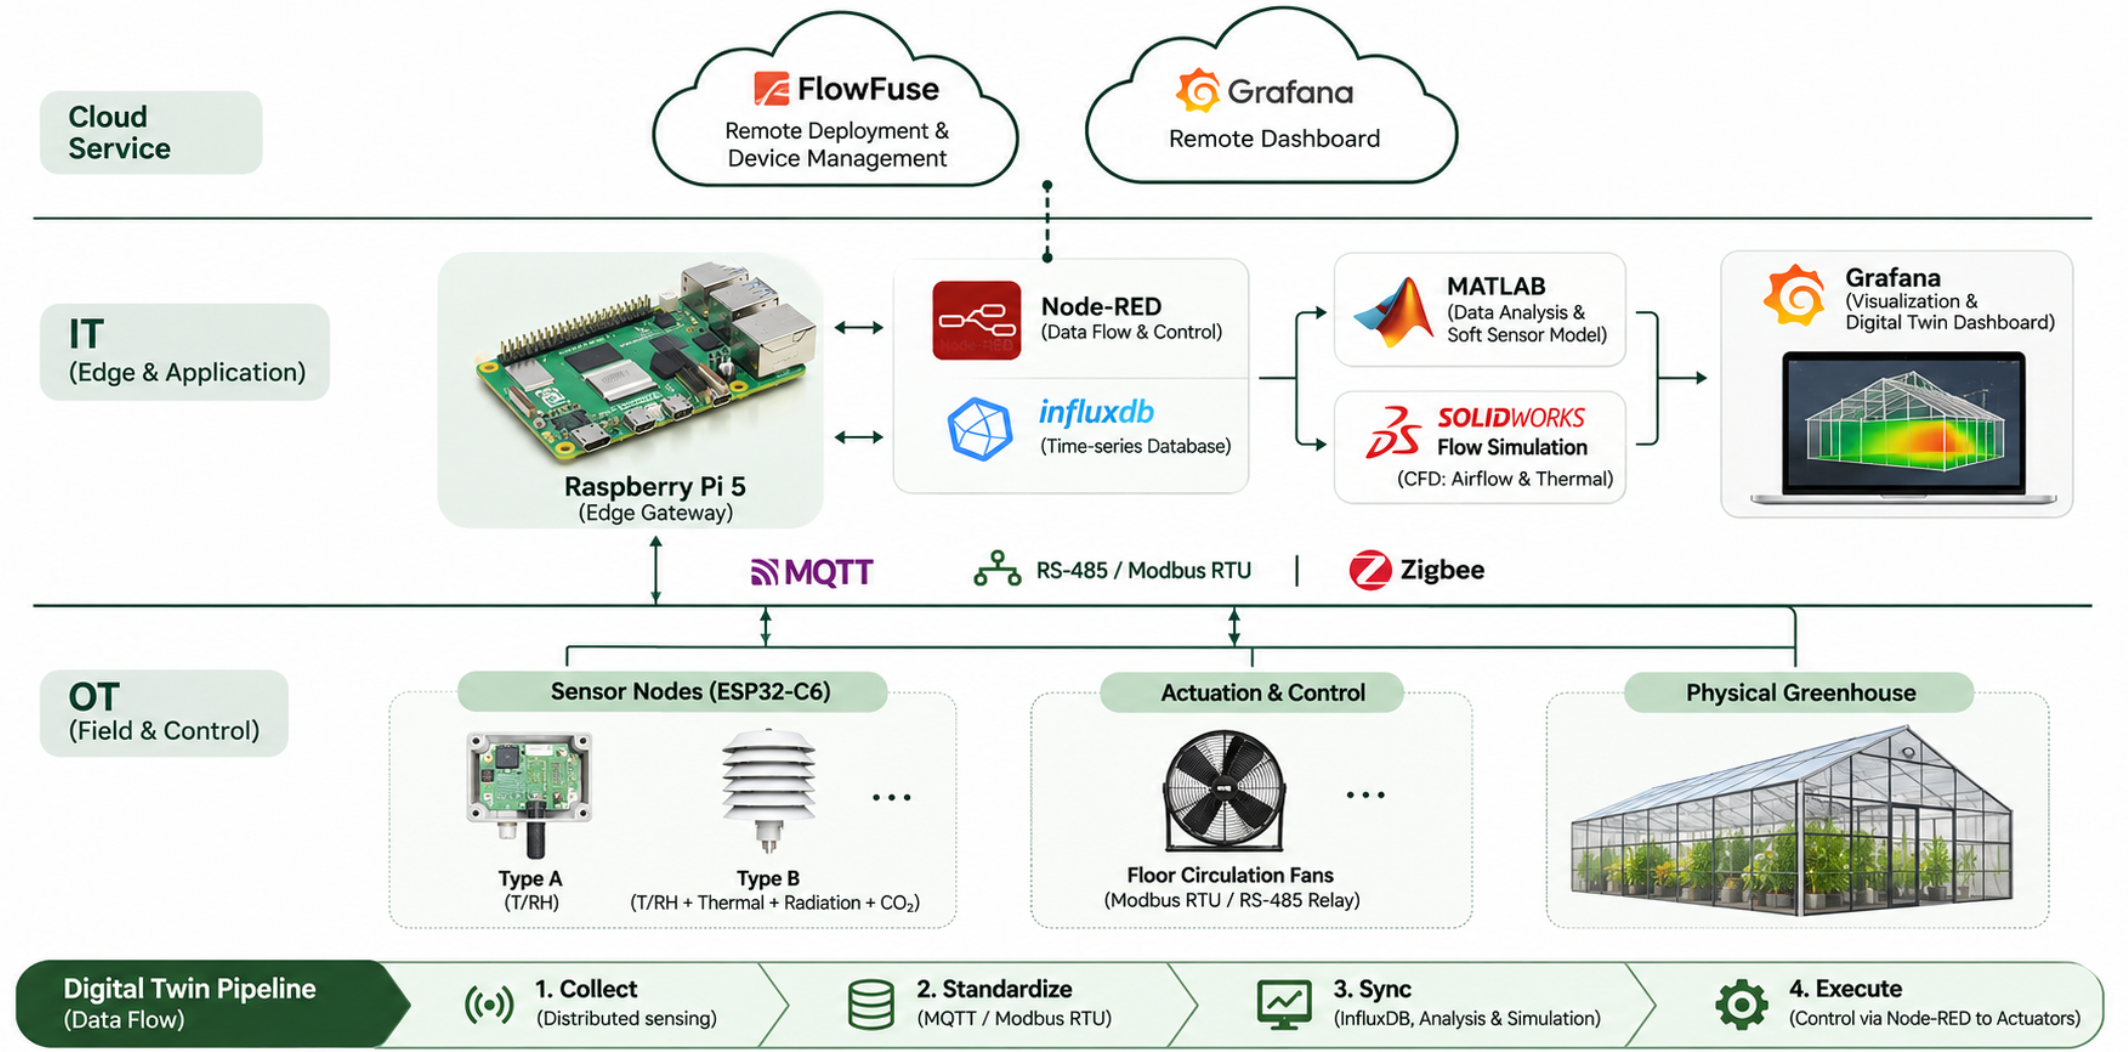 FlowFuse
Remote Deployment &
Device Management
Grafana
Remote Dashboard
Cloud
Service
IT
(Edge & Application)
Raspberry Pi 5
(Edge Gateway)
Node-RED
Node-RED
(Data Flow & Control)
influxdb
(Time-series Database)
MATLAB
(Data Analysis &
Soft Sensor Model)
SOLIDWORKS
Flow Simulation
(CFD: Airflow & Thermal)
Grafana
(Visualization &
Digital Twin Dashboard)
MQTT
RS-485 / Modbus RTU
Zigbee
OT
(Field & Control)
Sensor Nodes (ESP32-C6)
Type A
(T/RH)
Type B
(T/RH + Thermal + Radiation + CO₂)
...
Actuation & Control
...
Floor Circulation Fans
(Modbus RTU / RS-485 Relay)
Physical Greenhouse
Digital Twin Pipeline
(Data Flow)
1. Collect
(Distributed sensing)
2. Standardize
(MQTT / Modbus RTU)
3. Sync
(InfluxDB, Analysis & Simulation)
4. Execute
(Control via Node-RED to Actuators)